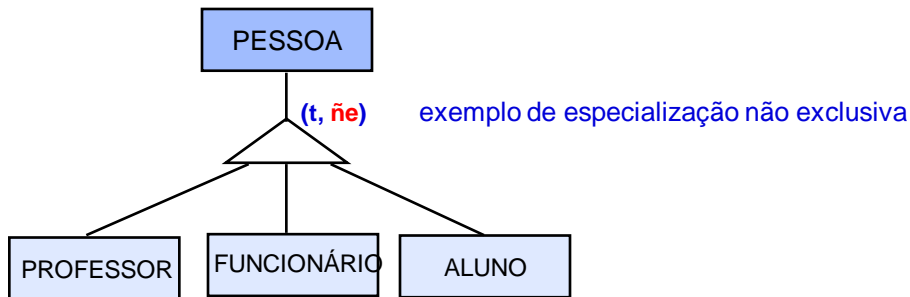 PESSOA
(t, ñe) exemplo de especialização não exclusiva
PROFESSOR FUNCIONÁRIO ALUNO